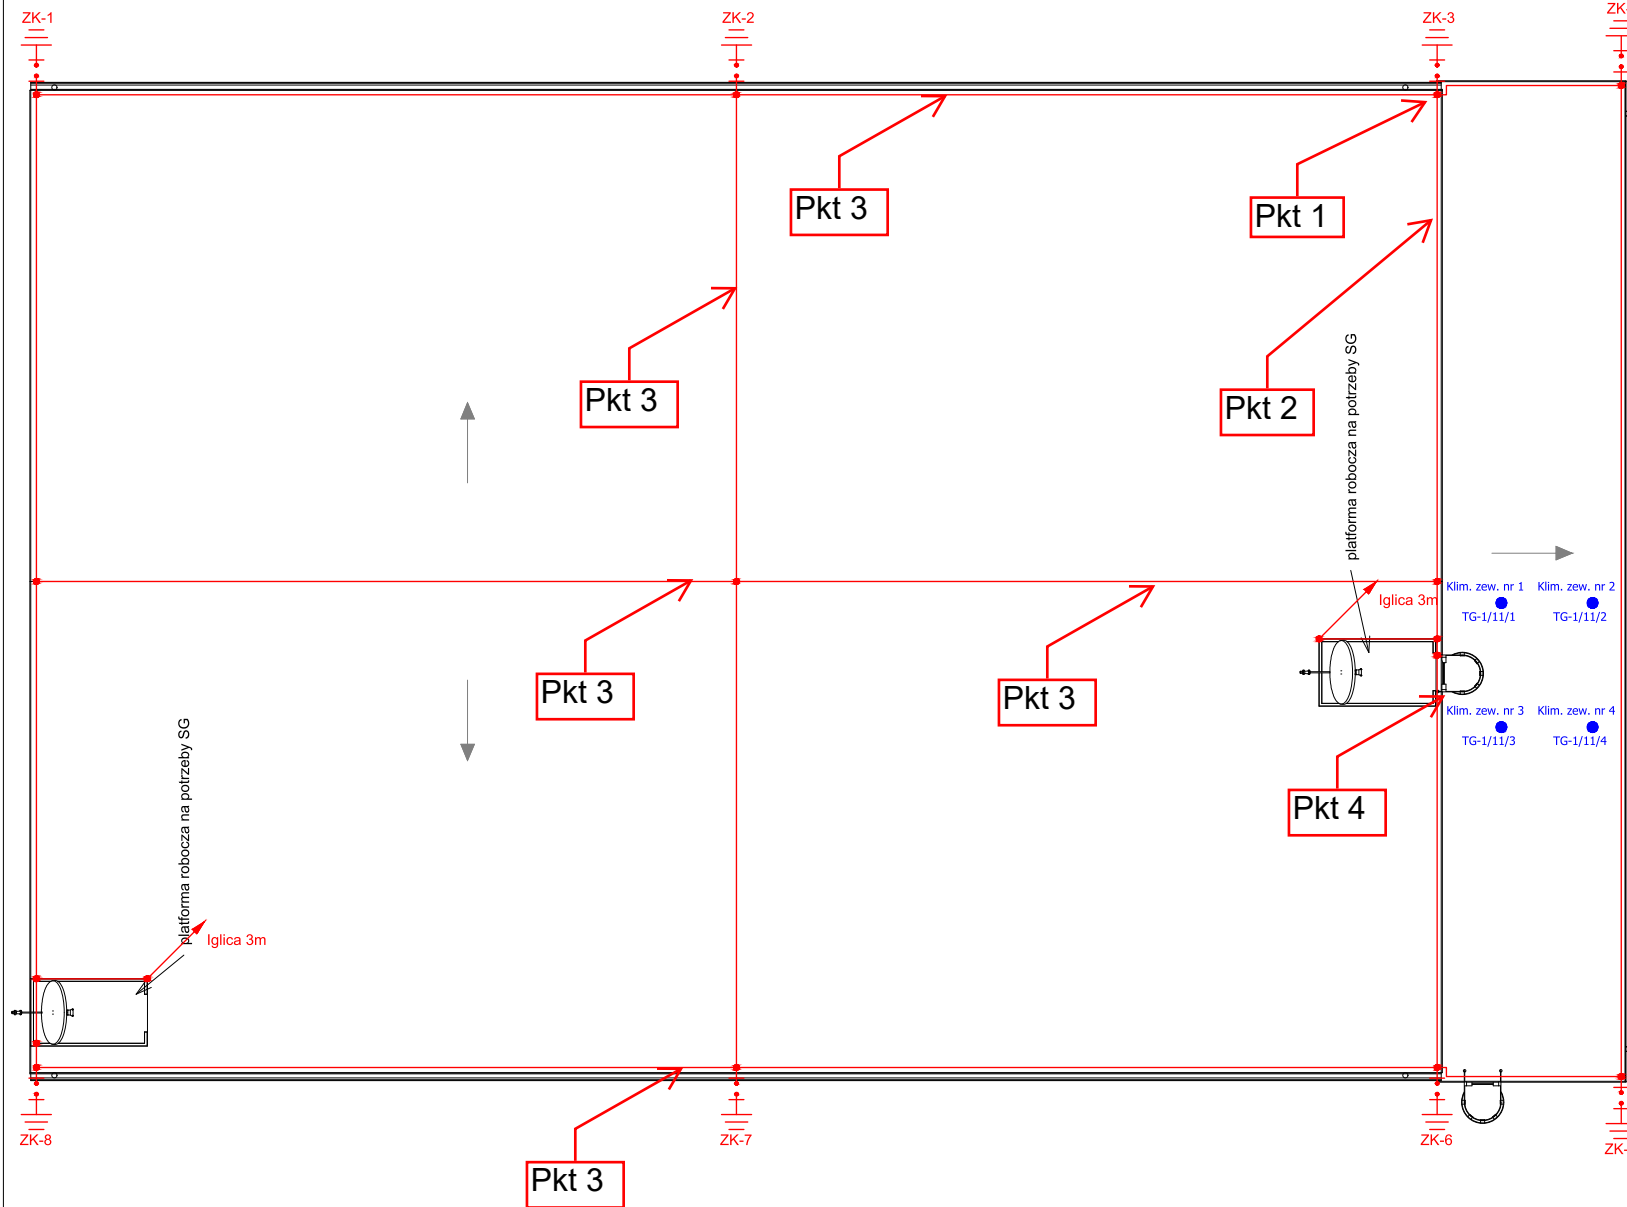 ZK-1
ZK-2
ZK-3
ZK-
Pkt 3
Pkt 1
Pkt 3
Pkt 2
platforma robocza na potrzeby SG
Iglica 3m
Klim. zew. nr 1
Klim. zew. nr 2
TG-1/11/1
TG-1/11/2
Pkt 3
Pkt 3
Klim. zew. nr 3
Klim. zew. nr 4
TG-1/11/3
TG-1/11/4
Pkt 4
platforma robocza na potrzeby SG
Iglica 3m
ZK-8
ZK-7
ZK-6
ZK-
Pkt 3